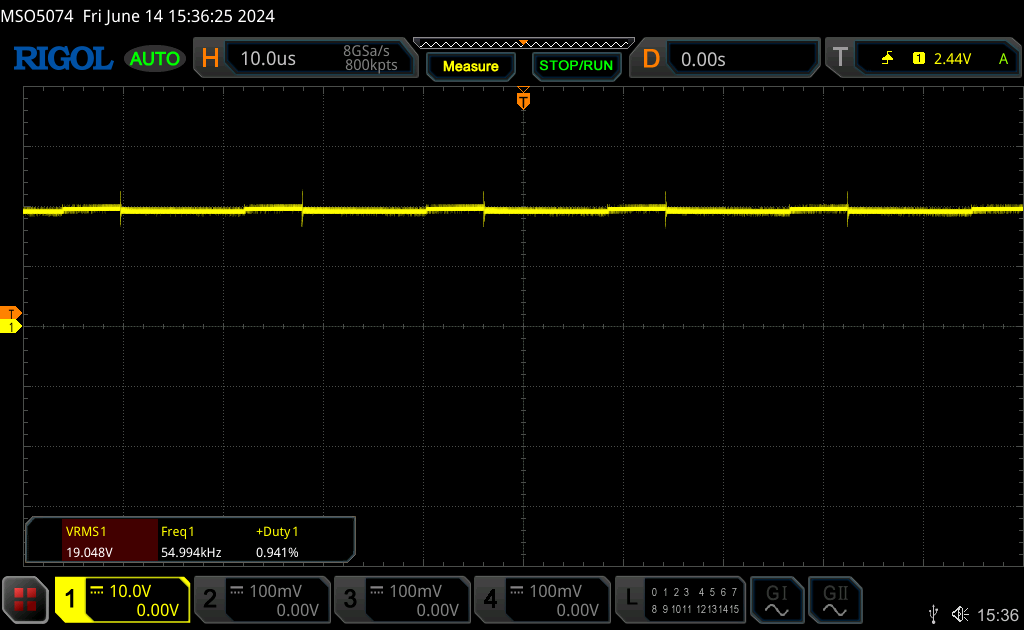 MSO5074 Fri June 14 15:36:25 2024
RIGOL AUTO H 10.0us 8GSa/s 800kpts Measure STOP/RUN D 0.00s T 1 2.44V A
T
T
1
VRMS1 Freq1 +Duty1
19.048V 54.994kHz 0.941%
1 10.0V 0.00V 2 100mV 0.00V 3 100mV 0.00V 4 100mV 0.00V L 0 1 2 3 4 5 6 7 8 9 10 11 12 13 14 15 GI GII
15:36